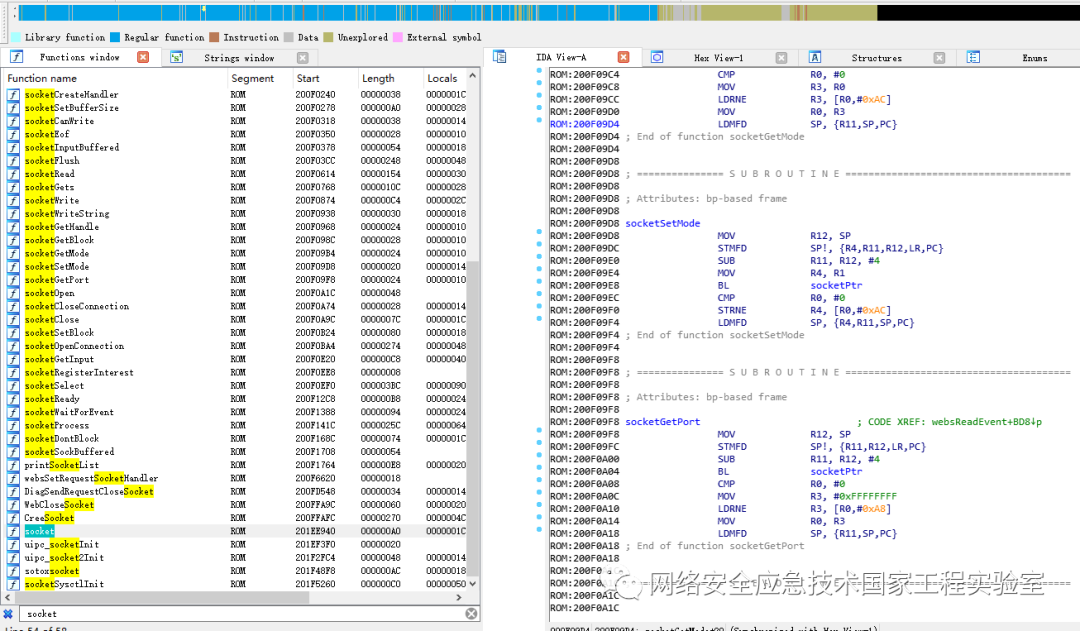 Library function Regular function Instruction Data Unexplored External symbol
Functions window Strings window
Function name Segment Start Length Locals
socketCreateHandler ROM 200F0240 00000038 0000001C
socketSetBufferSize ROM 200F0278 000000A0 00000028
socketCanWrite ROM 200F0318 00000038 00000014
socketEof ROM 200F0350 00000028 00000010
socketInputBuffered ROM 200F0378 00000054 00000018
socketFlush ROM 200F03CC 00000248 00000048
socketRead ROM 200F0614 00000154 00000030
socketGets ROM 200F0768 0000010C 00000028
socketWrite ROM 200F0874 000000C4 0000002C
socketWriteString ROM 200F0938 00000030 00000018
socketGetHandle ROM 200F0968 00000024 00000010
socketGetBlock ROM 200F098C 00000028 00000010
socketGetMode ROM 200F09B4 00000024 00000010
socketSetMode ROM 200F09D8 00000020 00000014
socketGetPort ROM 200F09F8 00000024 00000010
socketOpen ROM 200F0A1C 00000048
socketCloseConnection ROM 200F0A74 00000028 00000014
socketClose ROM 200F0A9C 0000007C 0000001C
socketSetBlock ROM 200F0B24 00000080 00000018
socketOpenConnection ROM 200F0BA4 00000274 00000048
socketGetInput ROM 200F0E20 000000C8 00000040
socketRegisterInterest ROM 200F0EE8 00000008
socketSelect ROM 200F0EF0 000003BC 00000090
socketReady ROM 200F12C8 000000B8 00000024
socketWaitForEvent ROM 200F1388 00000094 00000024
socketProcess ROM 200F141C 0000025C 00000064
socketDontBlock ROM 200F168C 00000074 0000001C
socketSockBuffered ROM 200F1708 00000054
printSocketList ROM 200F1764 000000E8 00000020
websSetRequestSocketHandler ROM 200F6620 00000018
DiagSendRequestCloseSocket ROM 200FD548 00000034 00000014
WebCloseSocket ROM 200FFA9C 00000060 00000020
CreeSocket ROM 200FFAFC 00000270 0000004C
socket ROM 201EE940 000000A0 0000001C
uipc_socketInit ROM 201EF3F0 00000020
uipc_socket2Init ROM 201F2FC4 00000048 00000014
sotoxsocket ROM 201F48F8 000000AC 00000018
socketSysctlInit ROM 201F5260 000000C0 00000050
socket
Line 54 of 58
IDA View-A Hex View-1 Structures Enums
ROM:200F09C4 CMP R0, #0
ROM:200F09C8 MOV R3, R0
ROM:200F09CC LDRNE R3, [R0,#0xAC]
ROM:200F09D0 MOV R0, R3
ROM:200F09D4 LDMFD SP, {R11,SP,PC}
ROM:200F09D4 ; End of function socketGetMode
ROM:200F09D4
ROM:200F09D8
ROM:200F09D8 ; =============== S U B R O U T I N E =======================================
ROM:200F09D8
ROM:200F09D8 ; Attributes: bp-based frame
ROM:200F09D8
ROM:200F09D8 socketSetMode
ROM:200F09D8 MOV R12, SP
ROM:200F09DC STMFD SP!, {R4,R11,R12,LR,PC}
ROM:200F09E0 SUB R11, R12, #4
ROM:200F09E4 MOV R4, R1
ROM:200F09E8 BL socketPtr
ROM:200F09EC CMP R0, #0
ROM:200F09F0 STRNE R4, [R0,#0xAC]
ROM:200F09F4 LDMFD SP, {R4,R11,SP,PC}
ROM:200F09F4 ; End of function socketSetMode
ROM:200F09F4
ROM:200F09F8
ROM:200F09F8 ; =============== S U B R O U T I N E =======================================
ROM:200F09F8
ROM:200F09F8 ; Attributes: bp-based frame
ROM:200F09F8
ROM:200F09F8 socketGetPort ; CODE XREF: websReadEvent+BD8↓p
ROM:200F09F8 MOV R12, SP
ROM:200F09FC STMFD SP!, {R11,R12,LR,PC}
ROM:200F0A00 SUB R11, R12, #4
ROM:200F0A04 BL socketPtr
ROM:200F0A08 CMP R0, #0
ROM:200F0A0C MOV R3, #0xFFFFFFFF
ROM:200F0A10 LDRNE R3, [R0,#0xA8]
ROM:200F0A14 MOV R0, R3
ROM:200F0A18 LDMFD SP, {R11,SP,PC}
ROM:200F0A18 ; End of function socketGetPort
ROM:200F0A18
ROM:200F0A1C
ROM:200F0A1C
ROM:200F0A1C
网络安全应急技术国家工程实验室